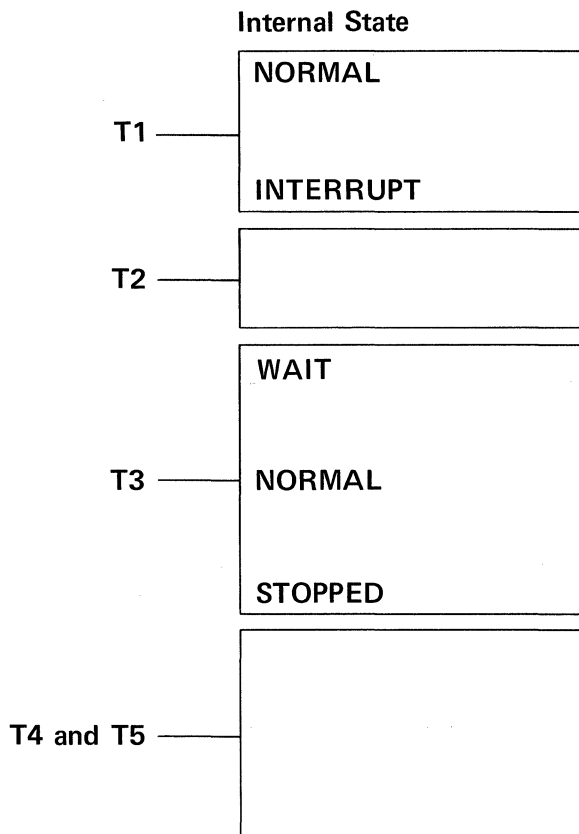 Internal State
NORMAL
T1
INTERRUPT
T2
WAIT
T3 NORMAL
STOPPED
T4 and T5